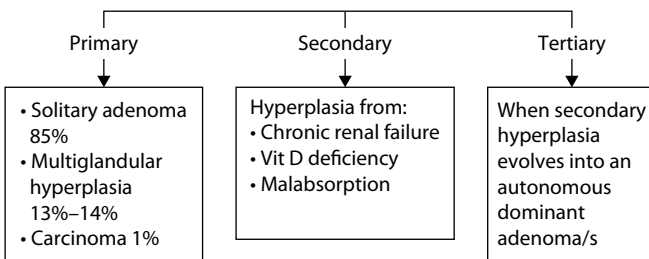 Primary
Secondary
Tertiary
• Solitary adenoma
85%
• Multiglandular
hyperplasia
13%–14%
• Carcinoma 1%
Hyperplasia from:
• Chronic renal failure
• Vit D deficiency
• Malabsorption
When secondary
hyperplasia
evolves into an
autonomous
dominant
adenoma/s